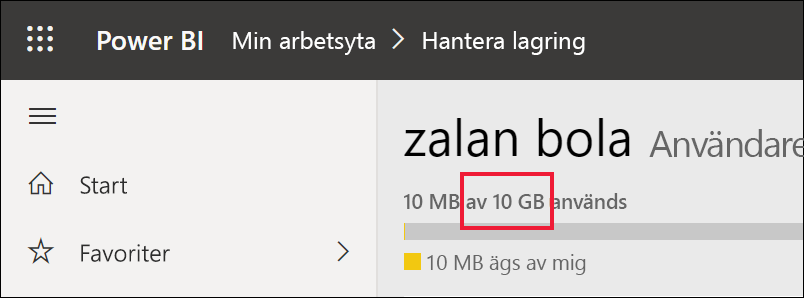 Power BI Min arbetsyta > Hantera lagring
Start
Favoriter
zalan bola Användare
10 MB av 10 GB används
10 MB ägs av mig